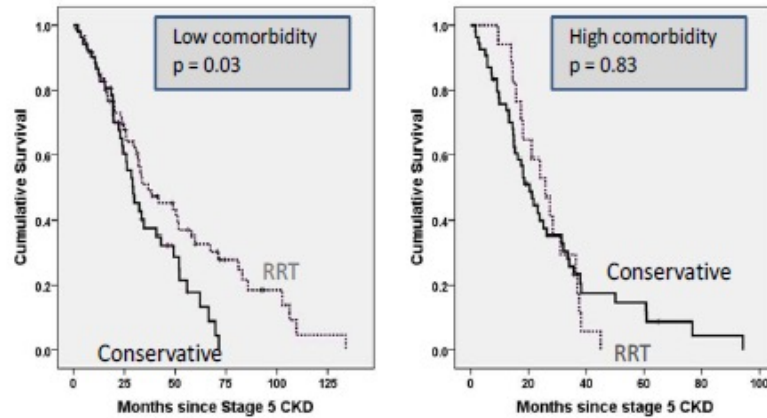 Low comorbidity
p = 0.03
Cumulative Survival
1.0
0.8
0.6
0.4
0.2
0.0
RRT
Conservative
0 25 50 75 100 125
Months since Stage 5 CKD
High comorbidity
p = 0.83
Cumulative Survival
1.0
0.8
0.6
0.4
0.2
0.0
Conservative
RRT
0 20 40 60 80 100
Months since stage 5 CKD